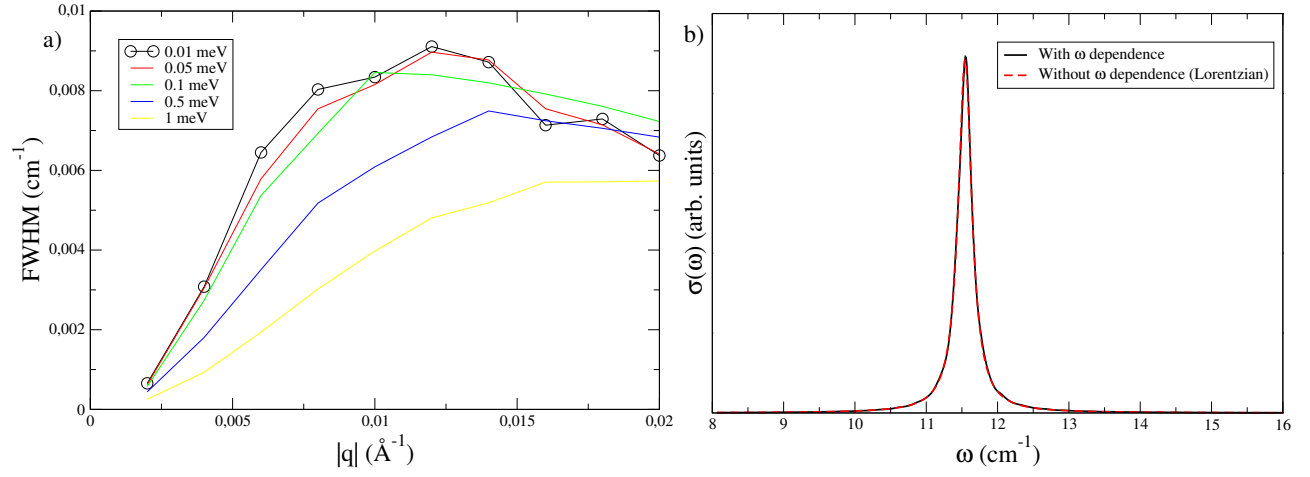 a)
0.01 meV
0.05 meV
0.1 meV
0.5 meV
1 meV
0,01
0,008
0,006
0,004
0,002
0
FWHM (cm⁻¹)
0
0,005
0,01
0,015
0,02
|q| (Å⁻¹)
b)
With ω dependence
Without ω dependence (Lorentzian)
σ(ω) (arb. units)
8
9
10
11
12
13
14
15
16
ω (cm⁻¹)